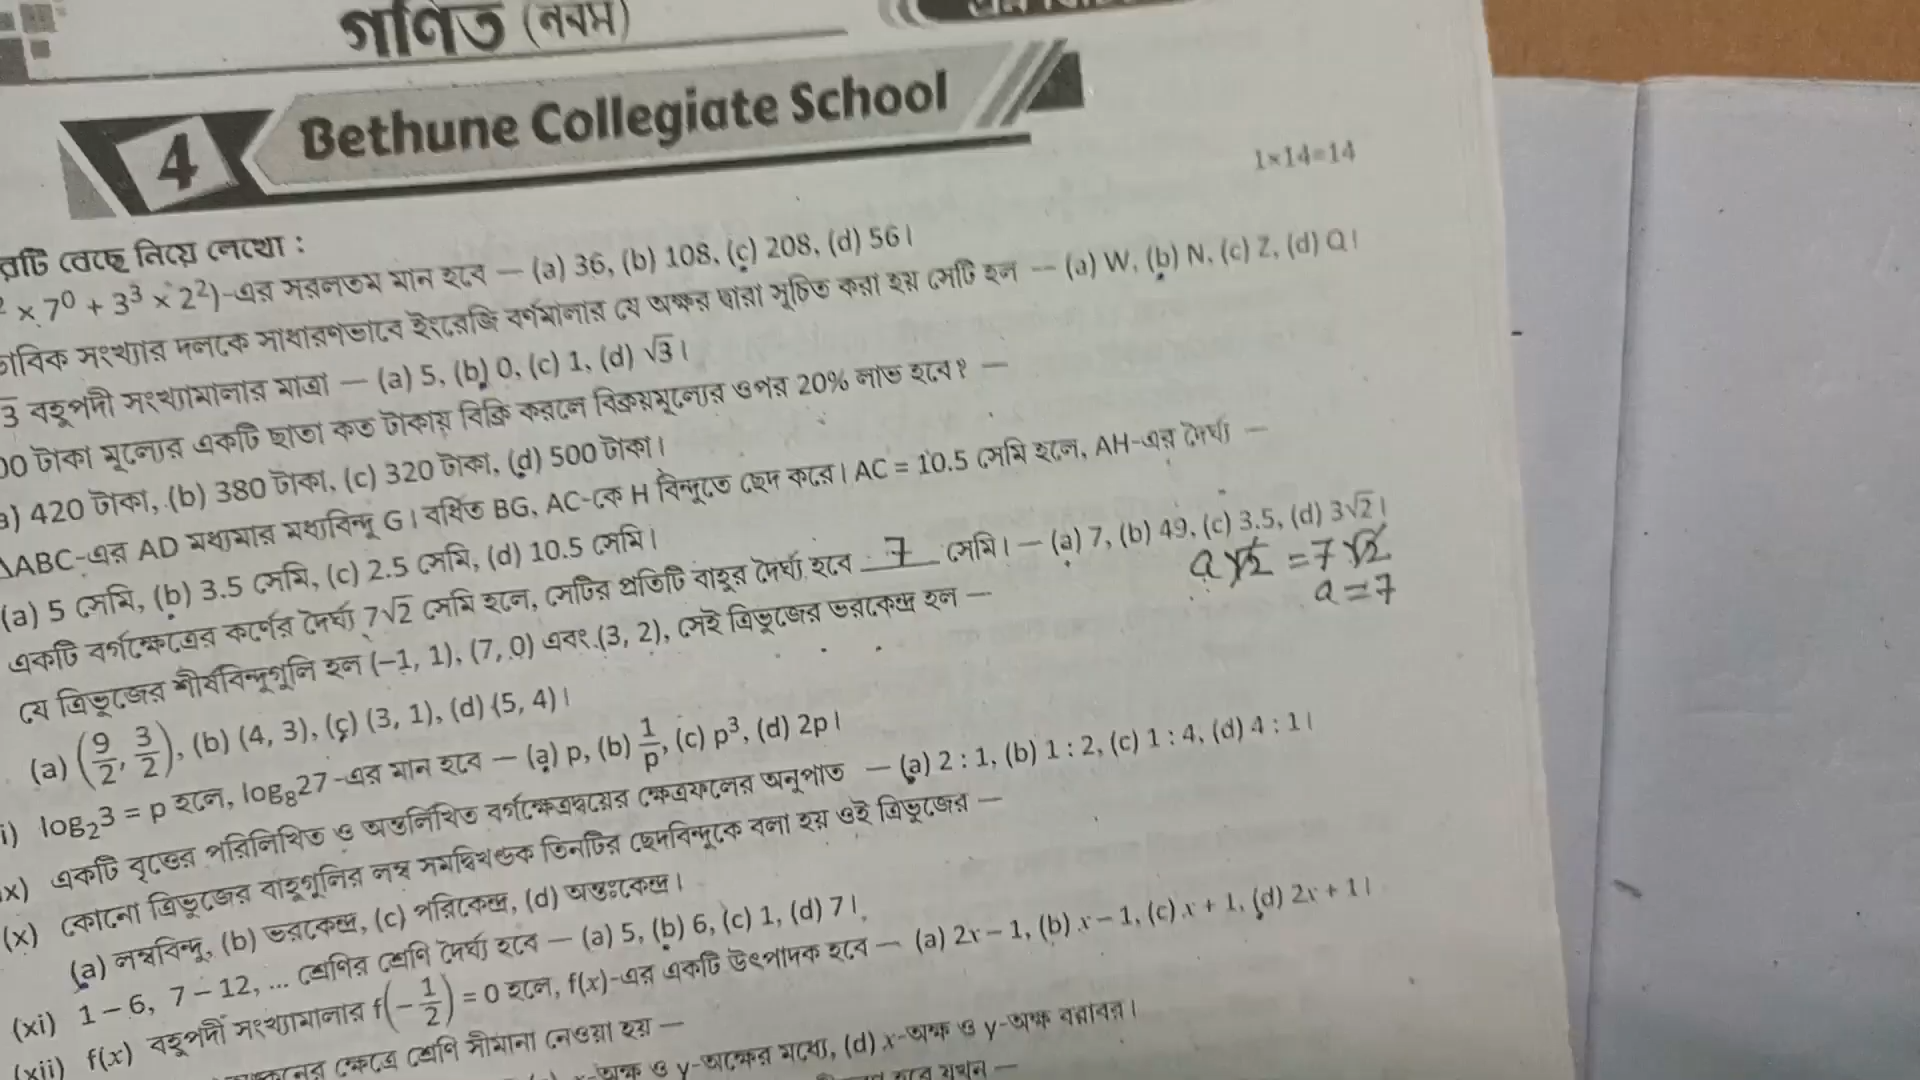 গণিত (নবম)
4 Bethune Collegiate School
1×14=14
বেছে নিয়ে লেখো :
× 7⁰ + 3³ × 2²)-এর সরলতম মান হবে — (a) 36, (b) 108, (c) 208, (d) 56।
সংখ্যার দলকে সাধারণভাবে ইংরেজি বর্ণমালার যে অক্ষর দ্বারা সূচিত করা হয় সেটি হল — (a) W, (b) N, (c) Z, (d) Q।
বহুপদী সংখ্যামালার মাত্রা — (a) 5, (b) 0, (c) 1, (d) √3।
টাকা মূল্যের একটি ছাতা কত টাকায় বিক্রি করলে বিক্রয়মূল্যের ওপর 20% লাভ হবে? —
420 টাকা, (b) 380 টাকা, (c) 320 টাকা, (d) 500 টাকা।
ABC-এর AD মধ্যমার মধ্যবিন্দু G। বর্ধিত BG, AC-কে H বিন্দুতে ছেদ করে। AC = 10.5 সেমি হলে, AH-এর দৈর্ঘ্য —
(a) 5 সেমি, (b) 3.5 সেমি, (c) 2.5 সেমি, (d) 10.5 সেমি।
একটি বর্গক্ষেত্রের কর্ণের দৈর্ঘ্য 7√2 সেমি হলে, সেটির প্রতিটি বাহুর দৈর্ঘ্য হবে 7 সেমি। — (a) 7, (b) 49, (c) 3.5, (d) 3√2।
a√2 = 7√2
a = 7
যে ত্রিভুজের শীর্ষবিন্দুগুলি হল (−1, 1), (7, 0) এবং (3, 2), সেই ত্রিভুজের ভরকেন্দ্র হল —
(a) (9/2, 3/2), (b) (4, 3), (c) (3, 1), (d) (5, 4)।
i) log₂3 = p হলে, log₈27-এর মান হবে — (a) p, (b) 1/p, (c) p³, (d) 2p।
x) একটি বৃত্তের পরিলিখিত ও অন্তর্লিখিত বর্গক্ষেত্রদ্বয়ের ক্ষেত্রফলের অনুপাত — (a) 2 : 1, (b) 1 : 2, (c) 1 : 4, (d) 4 : 1।
(x) কোনো ত্রিভুজের বাহুগুলির লম্ব সমদ্বিখণ্ডক তিনটির ছেদবিন্দুকে বলা হয় ওই ত্রিভুজের —
(a) লম্ববিন্দু, (b) ভরকেন্দ্র, (c) পরিকেন্দ্র, (d) অন্তঃকেন্দ্র।
(xi) 1 – 6, 7 – 12, ... শ্রেণির শ্রেণি দৈর্ঘ্য হবে — (a) 5, (b) 6, (c) 1, (d) 7।
(xii) f(x) বহুপদী সংখ্যামালার f(−1/2) = 0 হলে, f(x)-এর একটি উৎপাদক হবে — (a) 2x − 1, (b) x − 1, (c) x + 1, (d) 2x + 1।
ক্ষেত্রে শ্রেণি সীমানা নেওয়া হয় —
x-অক্ষ ও y-অক্ষের মধ্যে, (d) x-অক্ষ ও y-অক্ষ বরাবর।